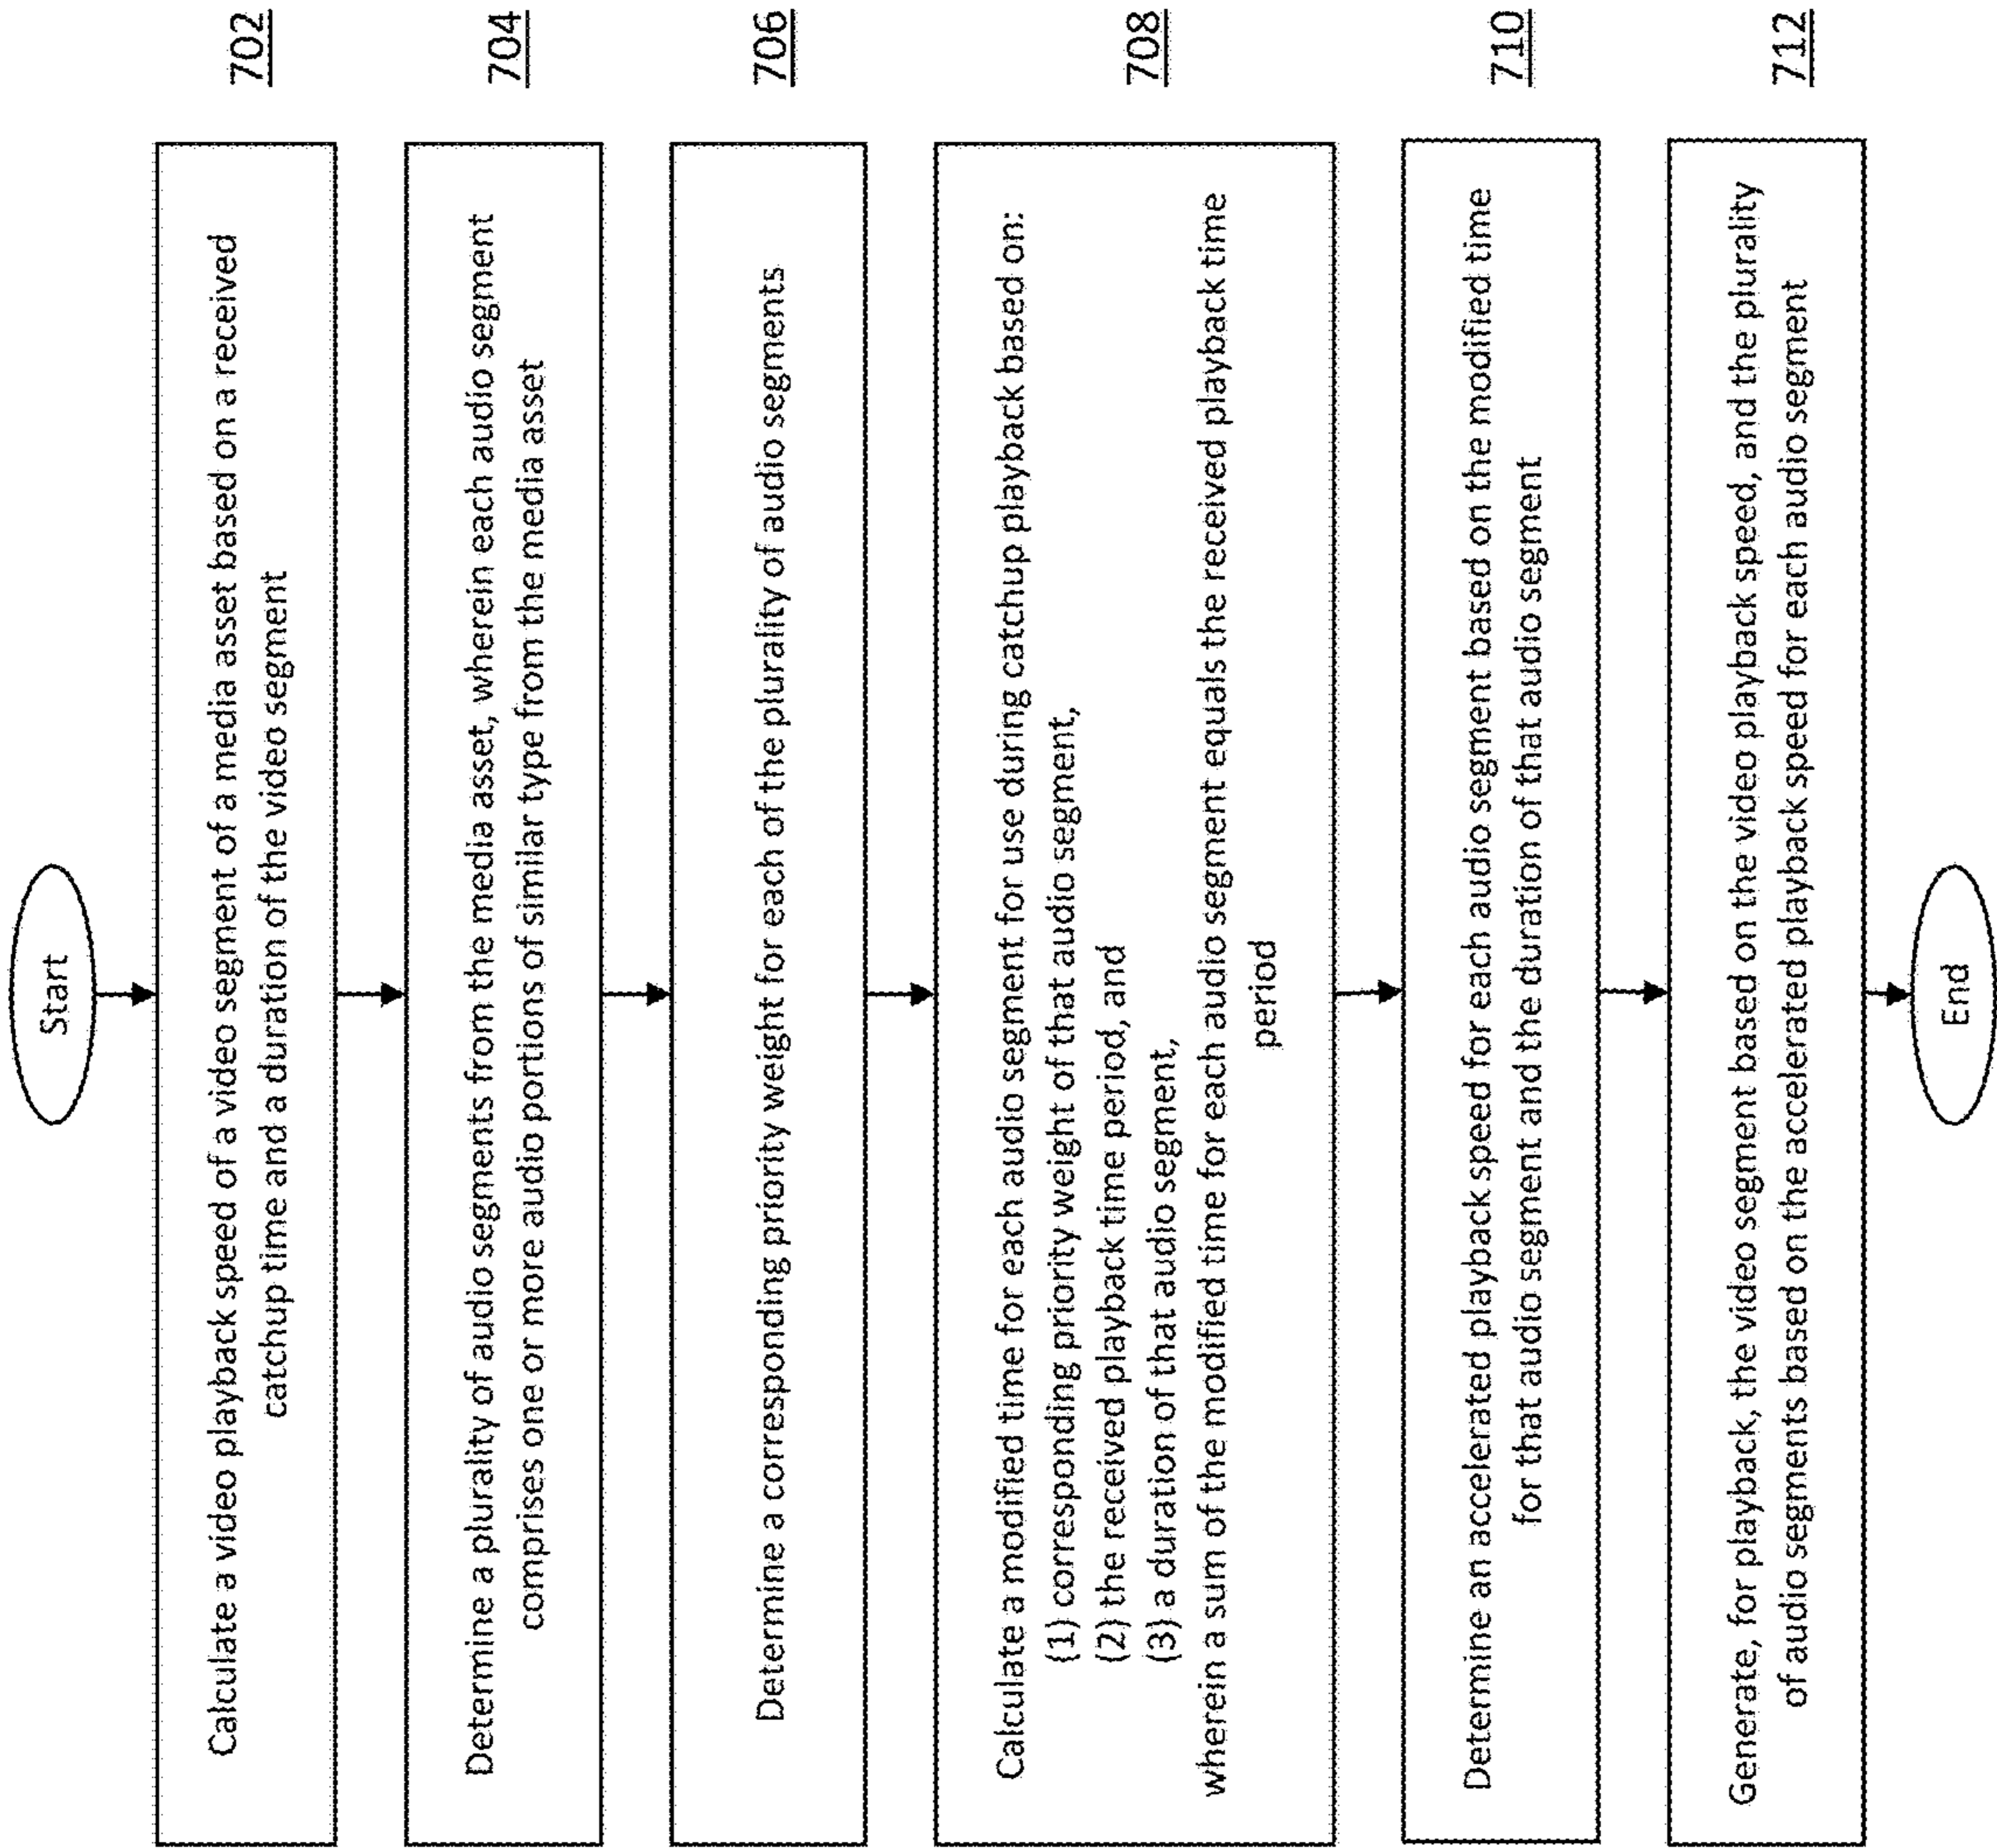 Start
Calculate a video playback speed of a video segment of a media asset based on a received
catchup time and a duration of the video segment
702
Determine a plurality of audio segments from the media asset, wherein each audio segment
comprises one or more audio portions of similar type from the media asset
704
Determine a corresponding priority weight for each of the plurality of audio segments
706
Calculate a modified time for each audio segment for use during catchup playback based on:
(1) corresponding priority weight of that audio segment,
(2) the received playback time period, and
(3) a duration of that audio segment,
wherein a sum of the modified time for each audio segment equals the received playback time
period
708
Determine an accelerated playback speed for each audio segment based on the modified time
for that audio segment and the duration of that audio segment
710
Generate, for playback, the video segment based on the video playback speed, and the plurality
of audio segments based on the accelerated playback speed for each audio segment
712
End